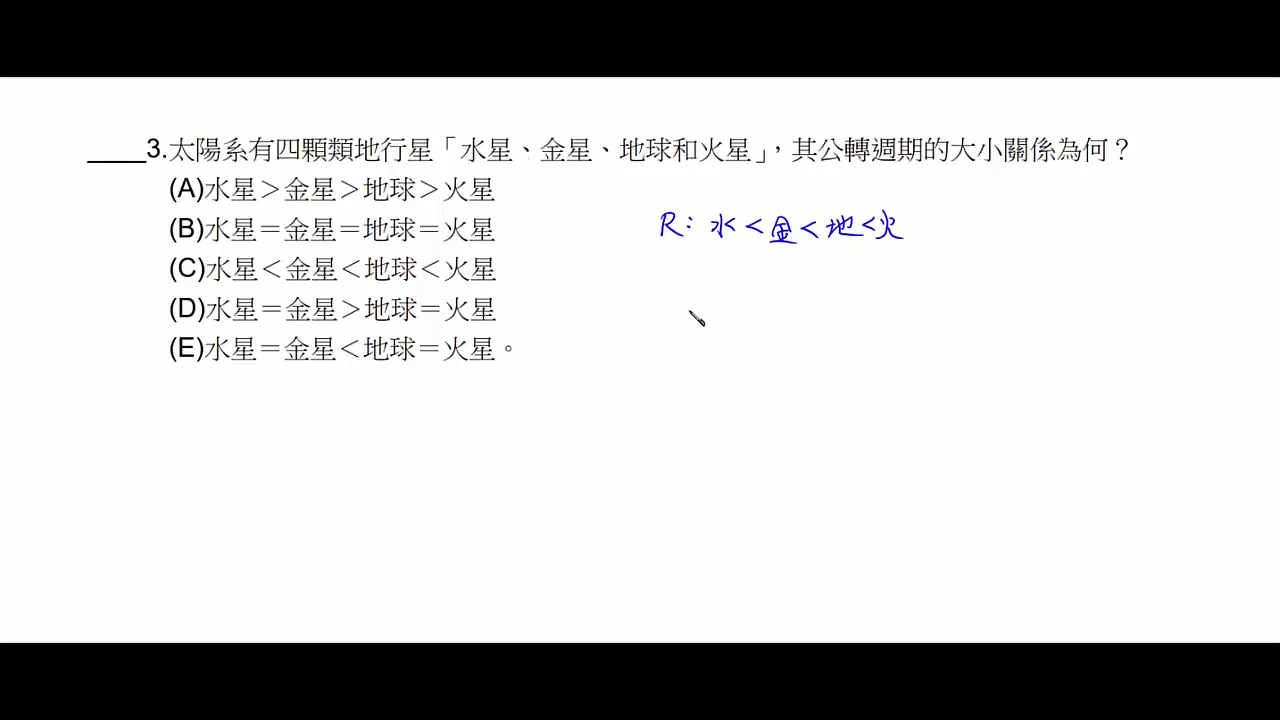 ____3.太陽系有四顆類地行星「水星、金星、地球和火星」，其公轉週期的大小關係為何？
(A)水星＞金星＞地球＞火星
(B)水星＝金星＝地球＝火星
R: 水<金<地<火
(C)水星＜金星＜地球＜火星
(D)水星＝金星＞地球＝火星
(E)水星＝金星＜地球＝火星。